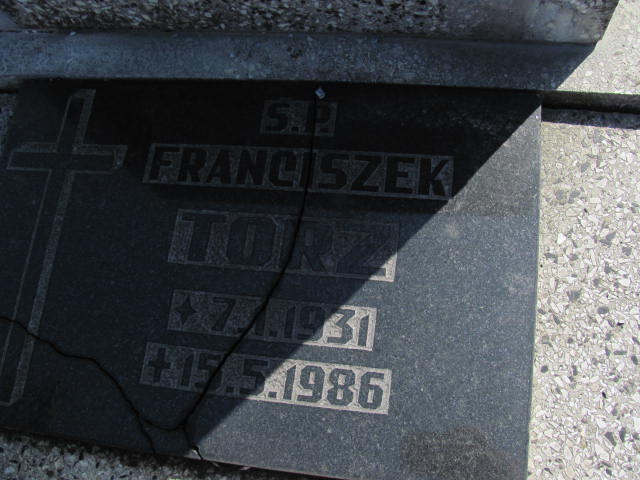 Ś.P.
FRANCISZEK
TORZ
✦ 7.1.1931
✝ 15.5.1986